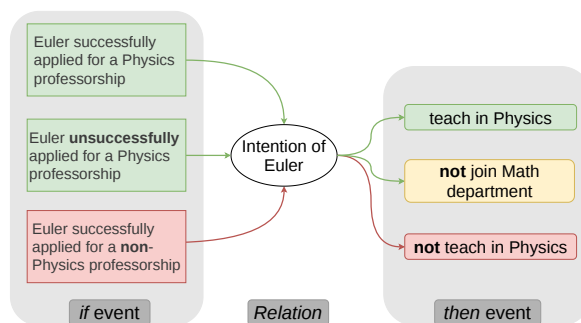 Euler successfully
applied for a Physics
professorship
Euler unsuccessfully
applied for a Physics
professorship
Euler successfully
applied for a non-
Physics professorship
Intention of
Euler
teach in Physics
not join Math
department
not teach in Physics
if event
Relation
then event